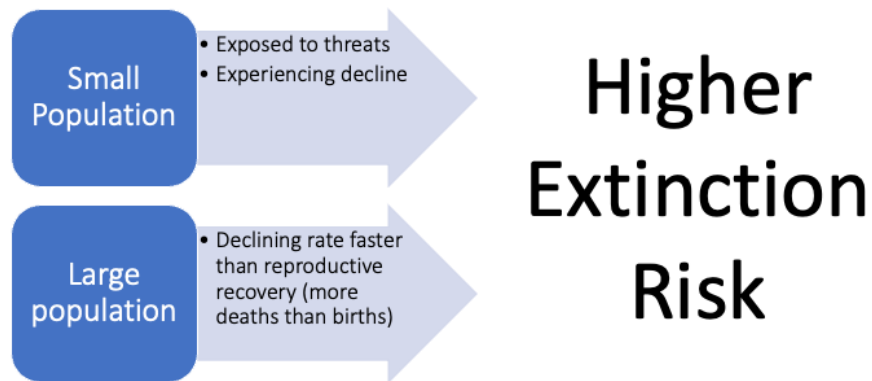 Small
Population
• Exposed to threats
• Experiencing decline
Large
population
• Declining rate faster
than reproductive
recovery (more
deaths than births)
Higher
Extinction
Risk